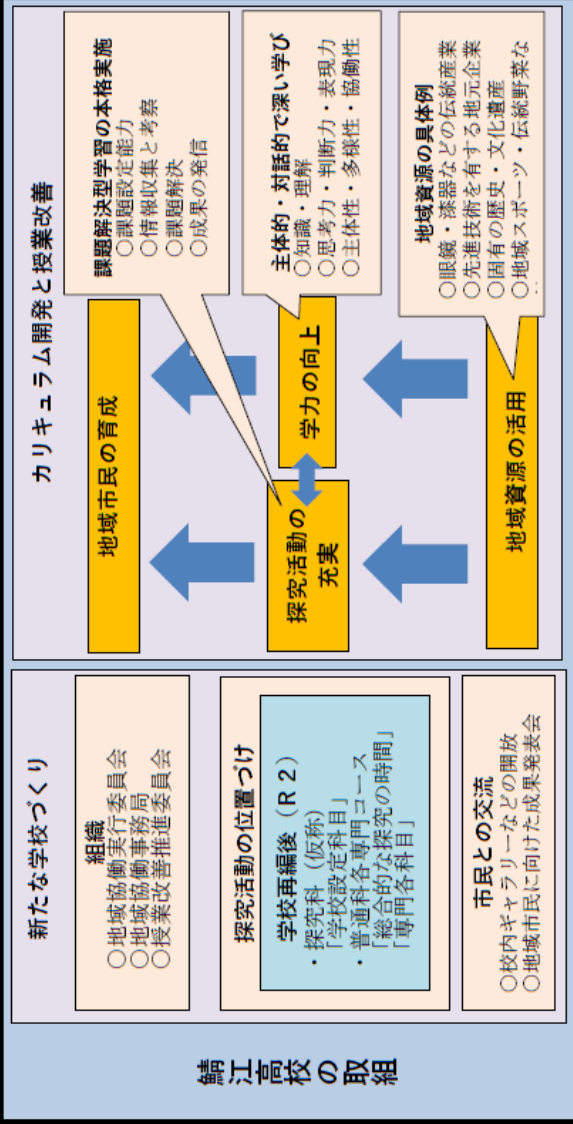 鯖江高校の取組
新たな学校づくり
組織
○地域協働実行委員会
○地域協働事務局
○授業改善推進委員会
探究活動の位置づけ
学校再編後（Ｒ２）
・探究科（仮称）
「学校設定科目」
・普通科各専門コース
「総合的な探究の時間」
「専門各科目」
市民との交流
○校内ギャラリーなどの開放
○地域市民に向けた成果発表会
カリキュラム開発と授業改善
地域市民の育成
探究活動の
充実
学力の向上
地域資源の活用
課題解決型学習の本格実施
○課題設定能力
○情報収集と考察
○課題解決
○成果の発信
主体的・対話的で深い学び
○知識・理解
○思考力・判断力・表現力
○主体性・多様性・協働性
地域資源の具体例
○眼鏡・漆器などの伝統産業
○先進技術を有する地元企業
○固有の歴史・文化遺産
○地域スポーツ・伝統野菜な